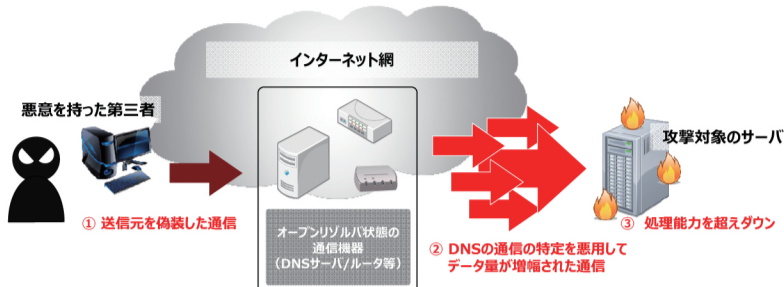 インターネット網
悪意を持った第三者
攻撃対象のサーバ
① 送信元を偽装した通信
オープンリゾルバ状態の
通信機器
（DNSサーバ/ルータ等）
② DNSの通信の特定を悪用して
データ量が増幅された通信
③ 処理能力を超えダウン